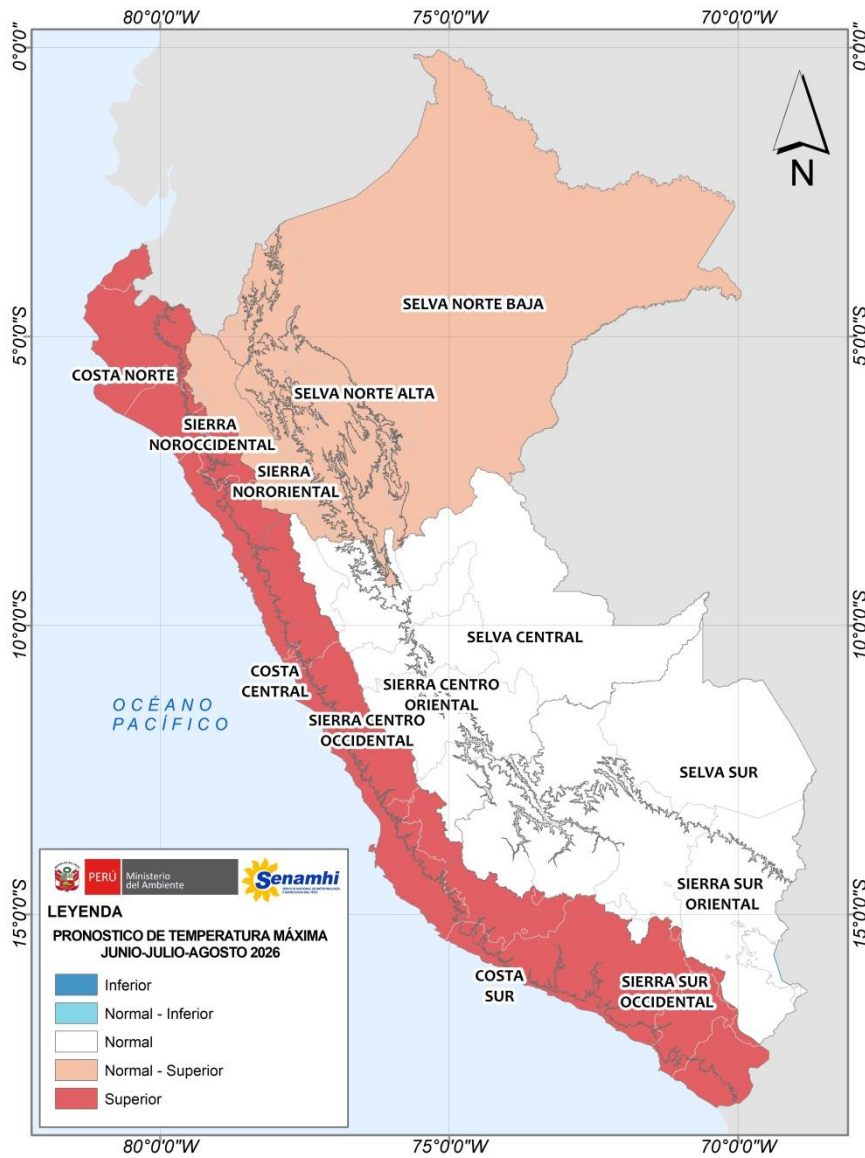 80°0'0"W 75°0'0"W 70°0'0"W
0°0'0" 0°0'0"
N
SELVA NORTE BAJA
5°0'0"S 5°0'0"S
COSTA NORTE
SELVA NORTE ALTA
SIERRA
NOROCCIDENTAL
SIERRA
NORORIENTAL
10°0'0"S 10°0'0"S
SELVA CENTRAL
COSTA
CENTRAL
SIERRA CENTRO
ORIENTAL
OCÉANO
PACÍFICO
SIERRA CENTRO
OCCIDENTAL
SELVA SUR
SIERRA SUR
ORIENTAL
15°0'0"S 15°0'0"S
COSTA
SUR
SIERRA SUR
OCCIDENTAL
PERÚ
Ministerio
del Ambiente
Senamhi
LEYENDA
PRONOSTICO DE TEMPERATURA MÁXIMA
JUNIO-JULIO-AGOSTO 2026
Inferior
Normal - Inferior
Normal
Normal - Superior
Superior
80°0'0"W 75°0'0"W 70°0'0"W